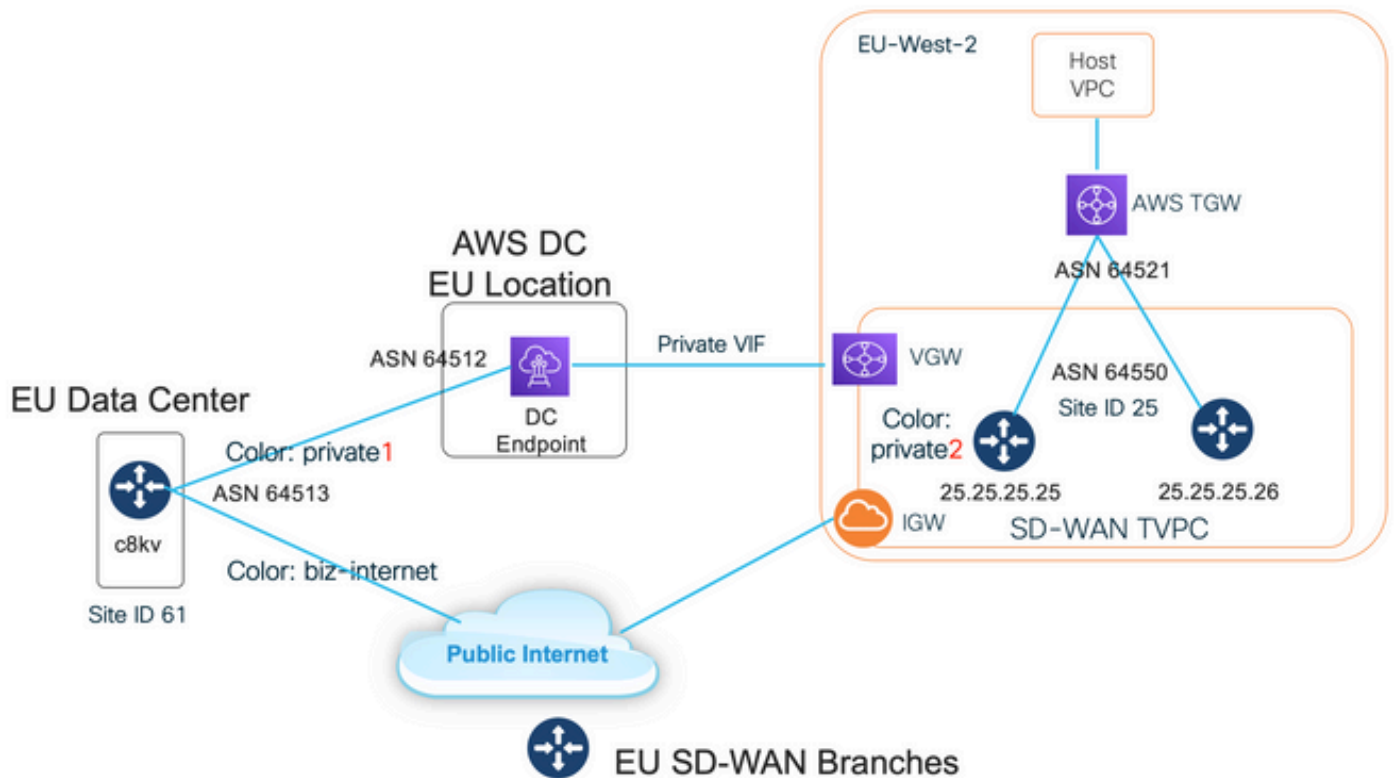 EU-West-2
Host
VPC
AWS TGW
ASN 64521
AWS DC
EU Location
Private VIF
VGW
ASN 64512
DC
Endpoint
ASN 64550
Site ID 25
Color:
private2
25.25.25.25
25.25.25.26
IGW
SD-WAN TVPC
EU Data Center
Color: private1
ASN 64513
c8kv
Color: biz-internet
Site ID 61
Public Internet
EU SD-WAN Branches